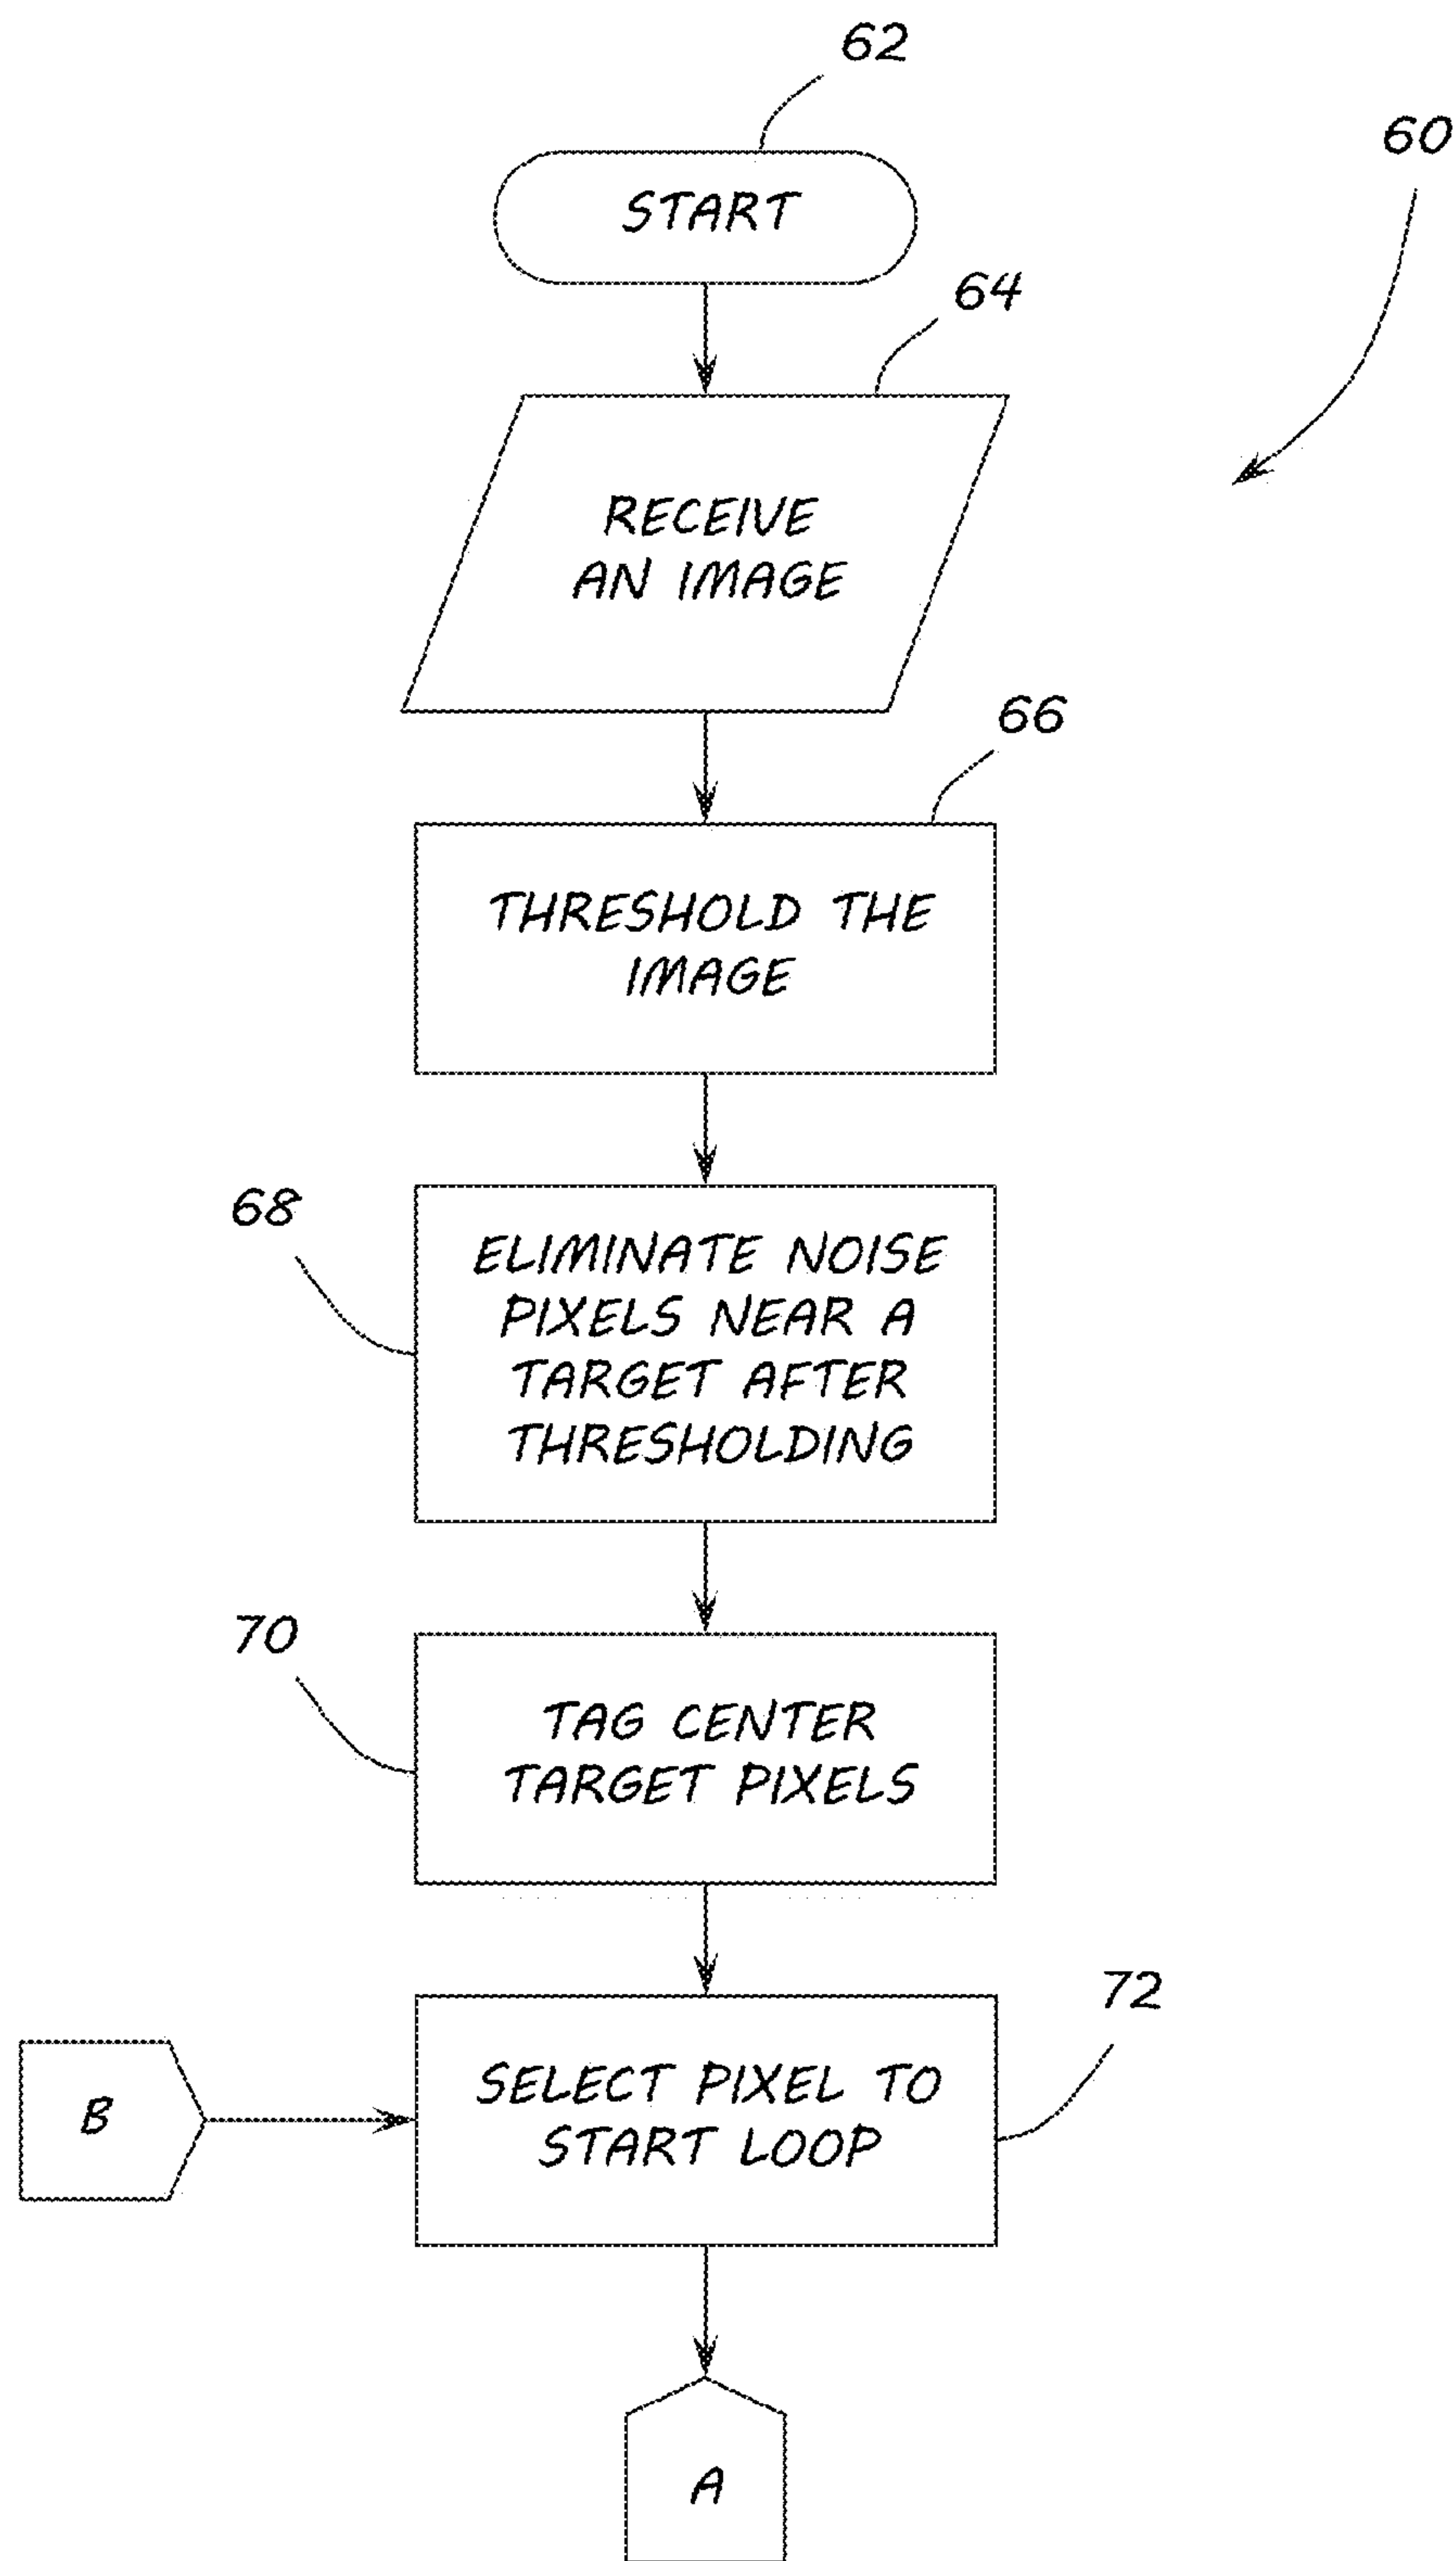 62
60
START
64
RECEIVE
AN IMAGE
66
THRESHOLD THE
IMAGE
68
ELIMINATE NOISE
PIXELS NEAR A
TARGET AFTER
THRESHOLDING
70
TAG CENTER
TARGET PIXELS
72
B
SELECT PIXEL TO
START LOOP
A